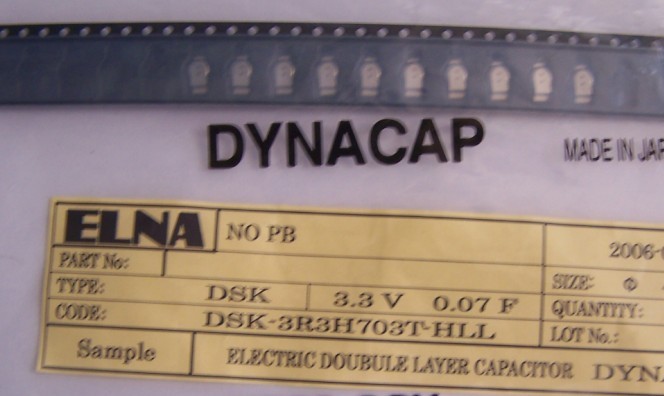 DYNACAP
MADE IN JAP
ELNA NO PB
2006-
PART No:
SIZE: Φ
TYPE: DSK 3.3 V 0.07 F
QUANTITY:
CODE: DSK-3R3H703T-HLL
LOT No.:
Sample ELECTRIC DOUBULE LAYER CAPACITOR DYNA